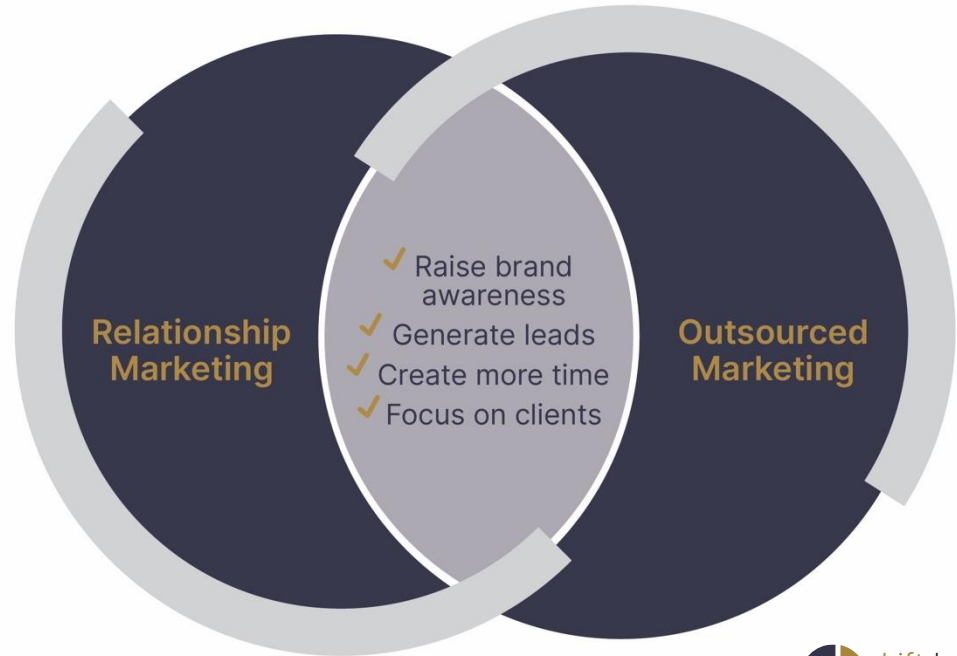 Relationship
Marketing
✓ Raise brand
awareness
✓ Generate leads
✓ Create more time
✓ Focus on clients
Outsourced
Marketing